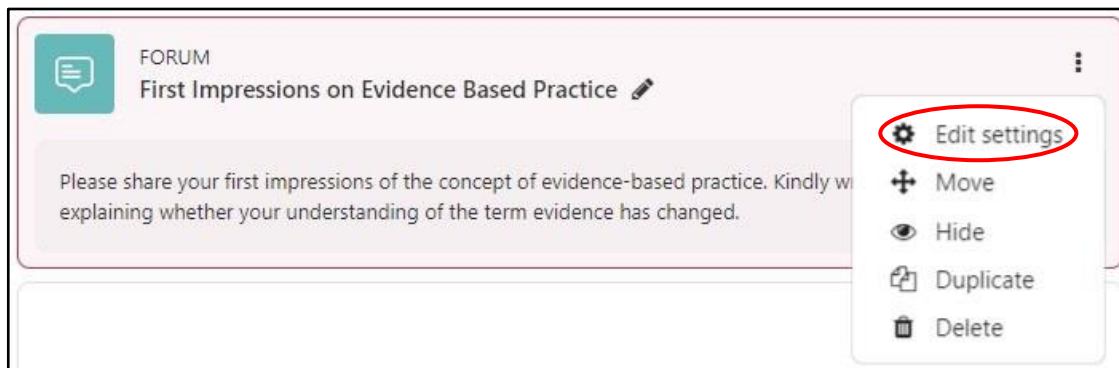 FORUM
First Impressions on Evidence Based Practice
Edit settings
Please share your first impressions of the concept of evidence-based practice. Kindly
explaining whether your understanding of the term evidence has changed.
Move
Hide
Duplicate
Delete